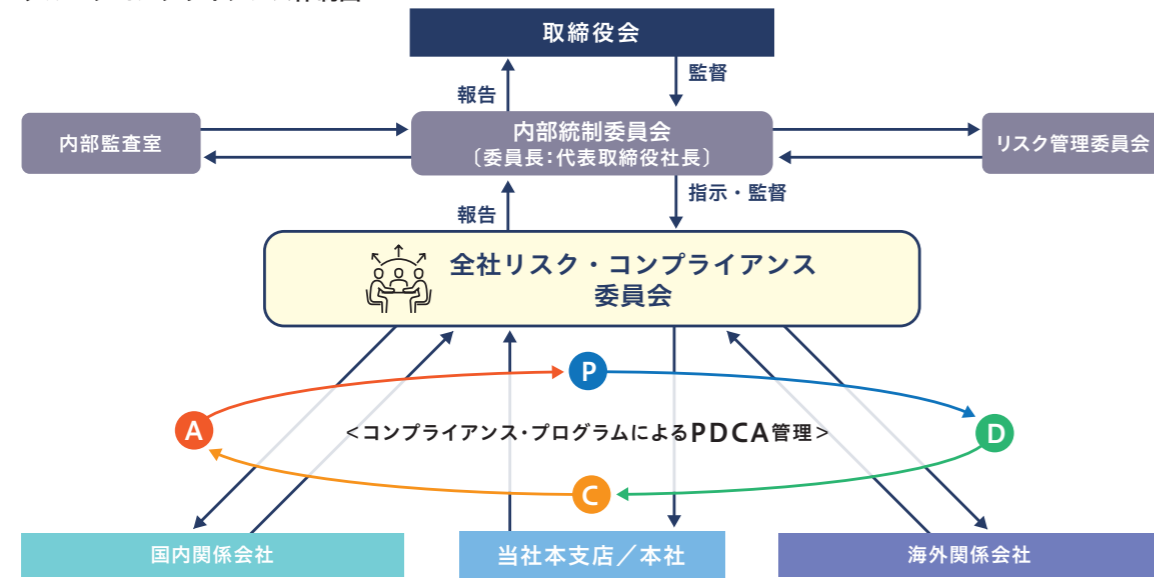 取締役会
報告
監督
内部監査室
内部統制委員会
〔委員長:代表取締役社長〕
リスク管理委員会
報告
指示・監督
全社リスク・コンプライアンス
委員会
P
A
<コンプライアンス・プログラムによるPDCA管理>
D
C
国内関係会社
当社本支店/本社
海外関係会社